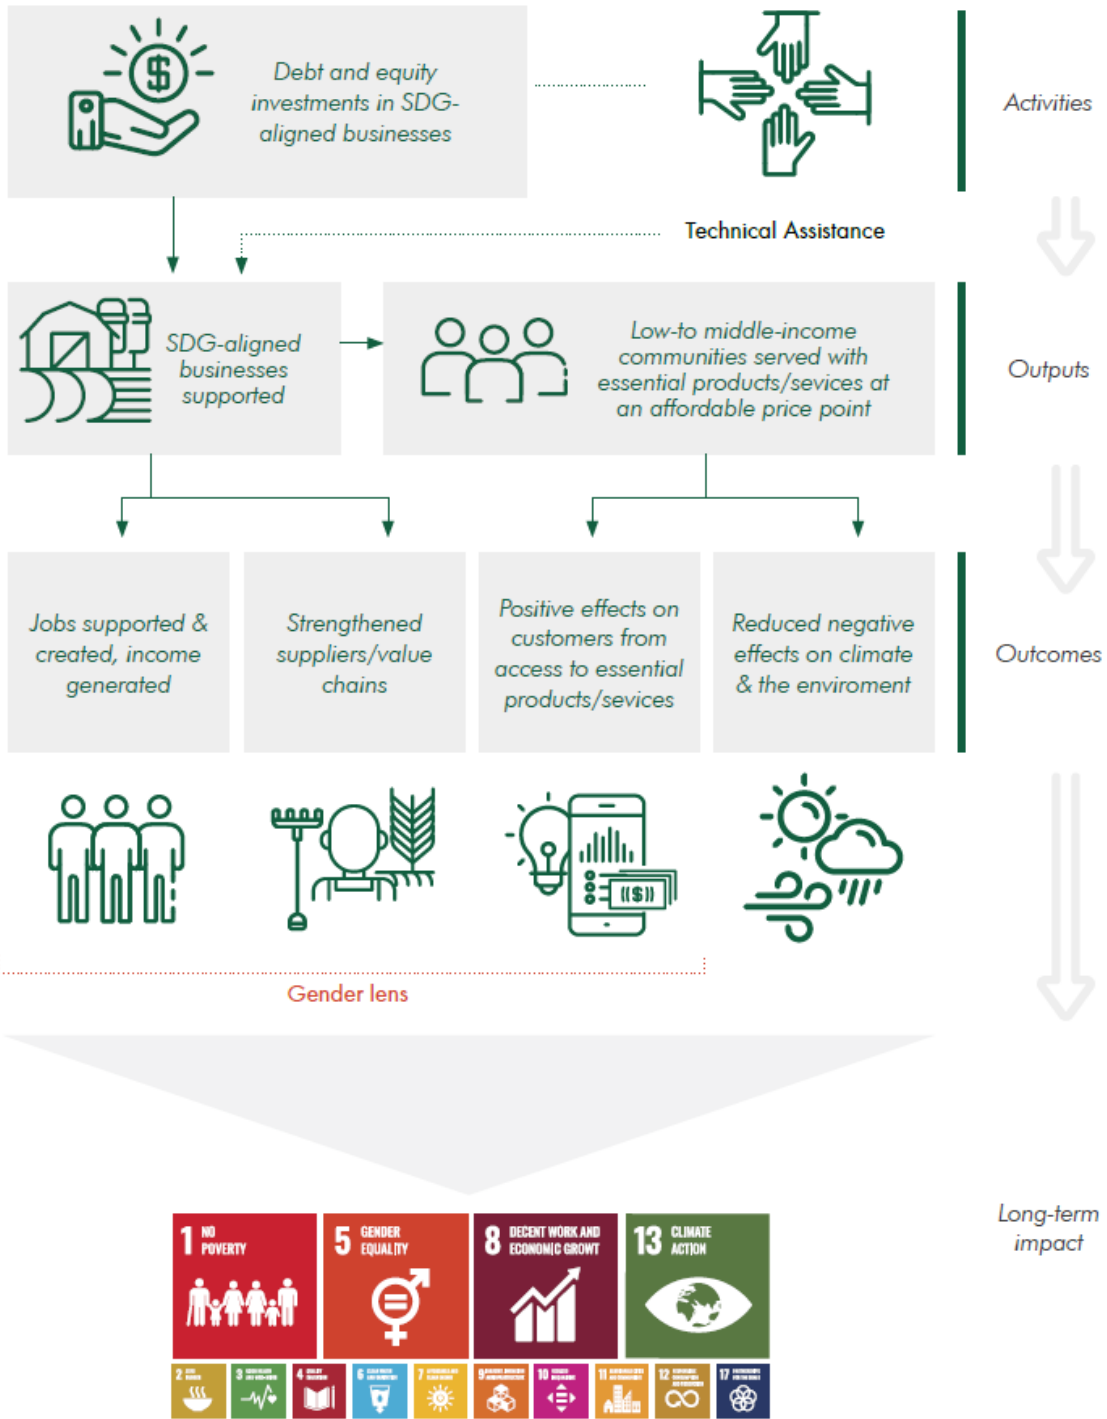 Debt and equity
investments in SDG-
aligned businesses
Activities
Technical Assistance
SDG-aligned
businesses
supported
Low-to middle-income
communities served with
essential products/sevices at
an affordable price point
Outputs
Jobs supported &
created, income
generated
Strengthened
suppliers/value
chains
Positive effects on
customers from
access to essential
products/sevices
Reduced negative
effects on climate
& the enviroment
Outcomes
Gender lens
Long-term
impact
1 NO
POVERTY
5 GENDER
EQUALITY
8 DECENT WORK AND
ECONOMIC GROWT
13 CLIMATE
ACTION
2
3
4
6
7
9
10
11
12
17